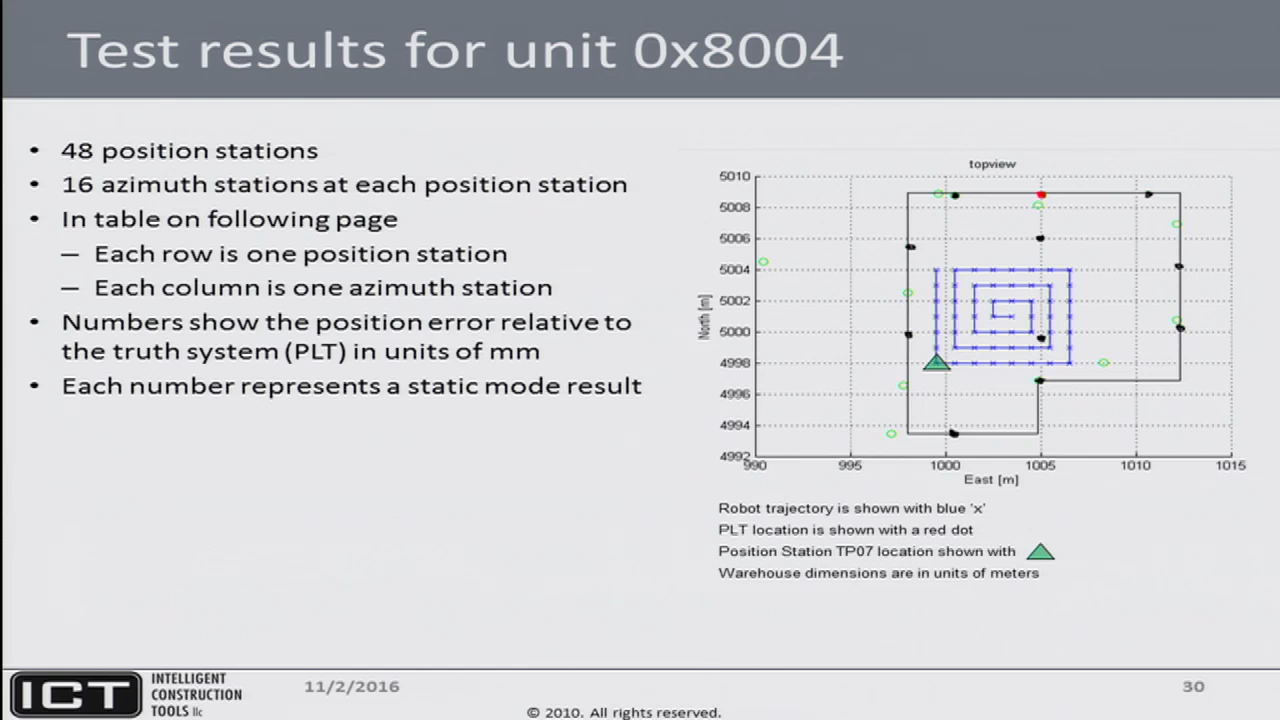 Test results for unit 0x8004
• 48 position stations
• 16 azimuth stations at each position station
• In table on following page
– Each row is one position station
– Each column is one azimuth station
• Numbers show the position error relative to
the truth system (PLT) in units of mm
• Each number represents a static mode result
topview
5010
5008
5006
5004
5002
5000
4998
4996
4994
4992
North [m]
990
995
1000
1005
1010
1015
East [m]
Robot trajectory is shown with blue 'x'
PLT location is shown with a red dot
Position Station TP07 location shown with
Warehouse dimensions are in units of meters
ICT
INTELLIGENT
CONSTRUCTION
TOOLS llc
11/2/2016
© 2010. All rights reserved.
30